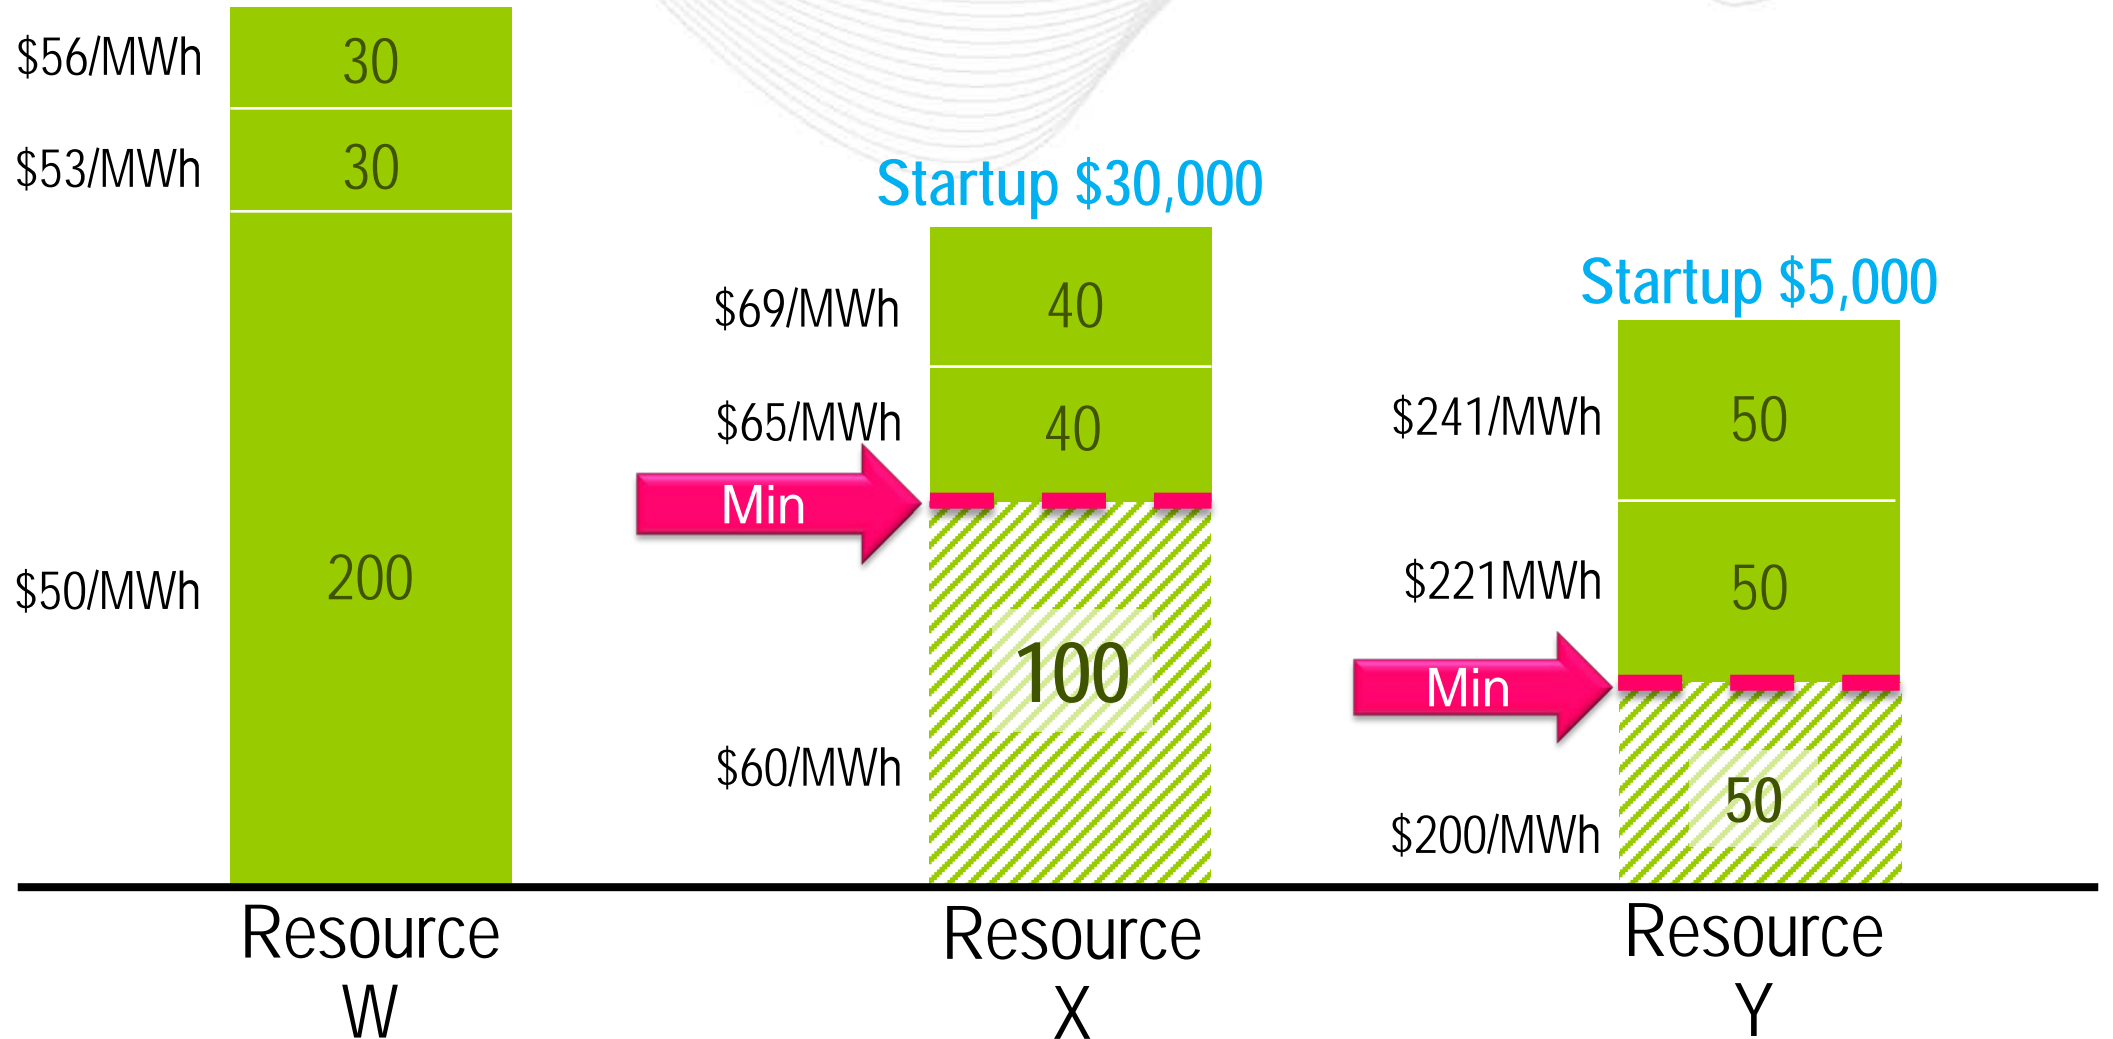 $56/MWh
30
$53/MWh
30
$50/MWh
200
Resource
W
Startup $30,000
$69/MWh
40
$65/MWh
40
Min
100
$60/MWh
Resource
X
Startup $5,000
$241/MWh
50
$221MWh
50
Min
50
$200/MWh
Resource
Y